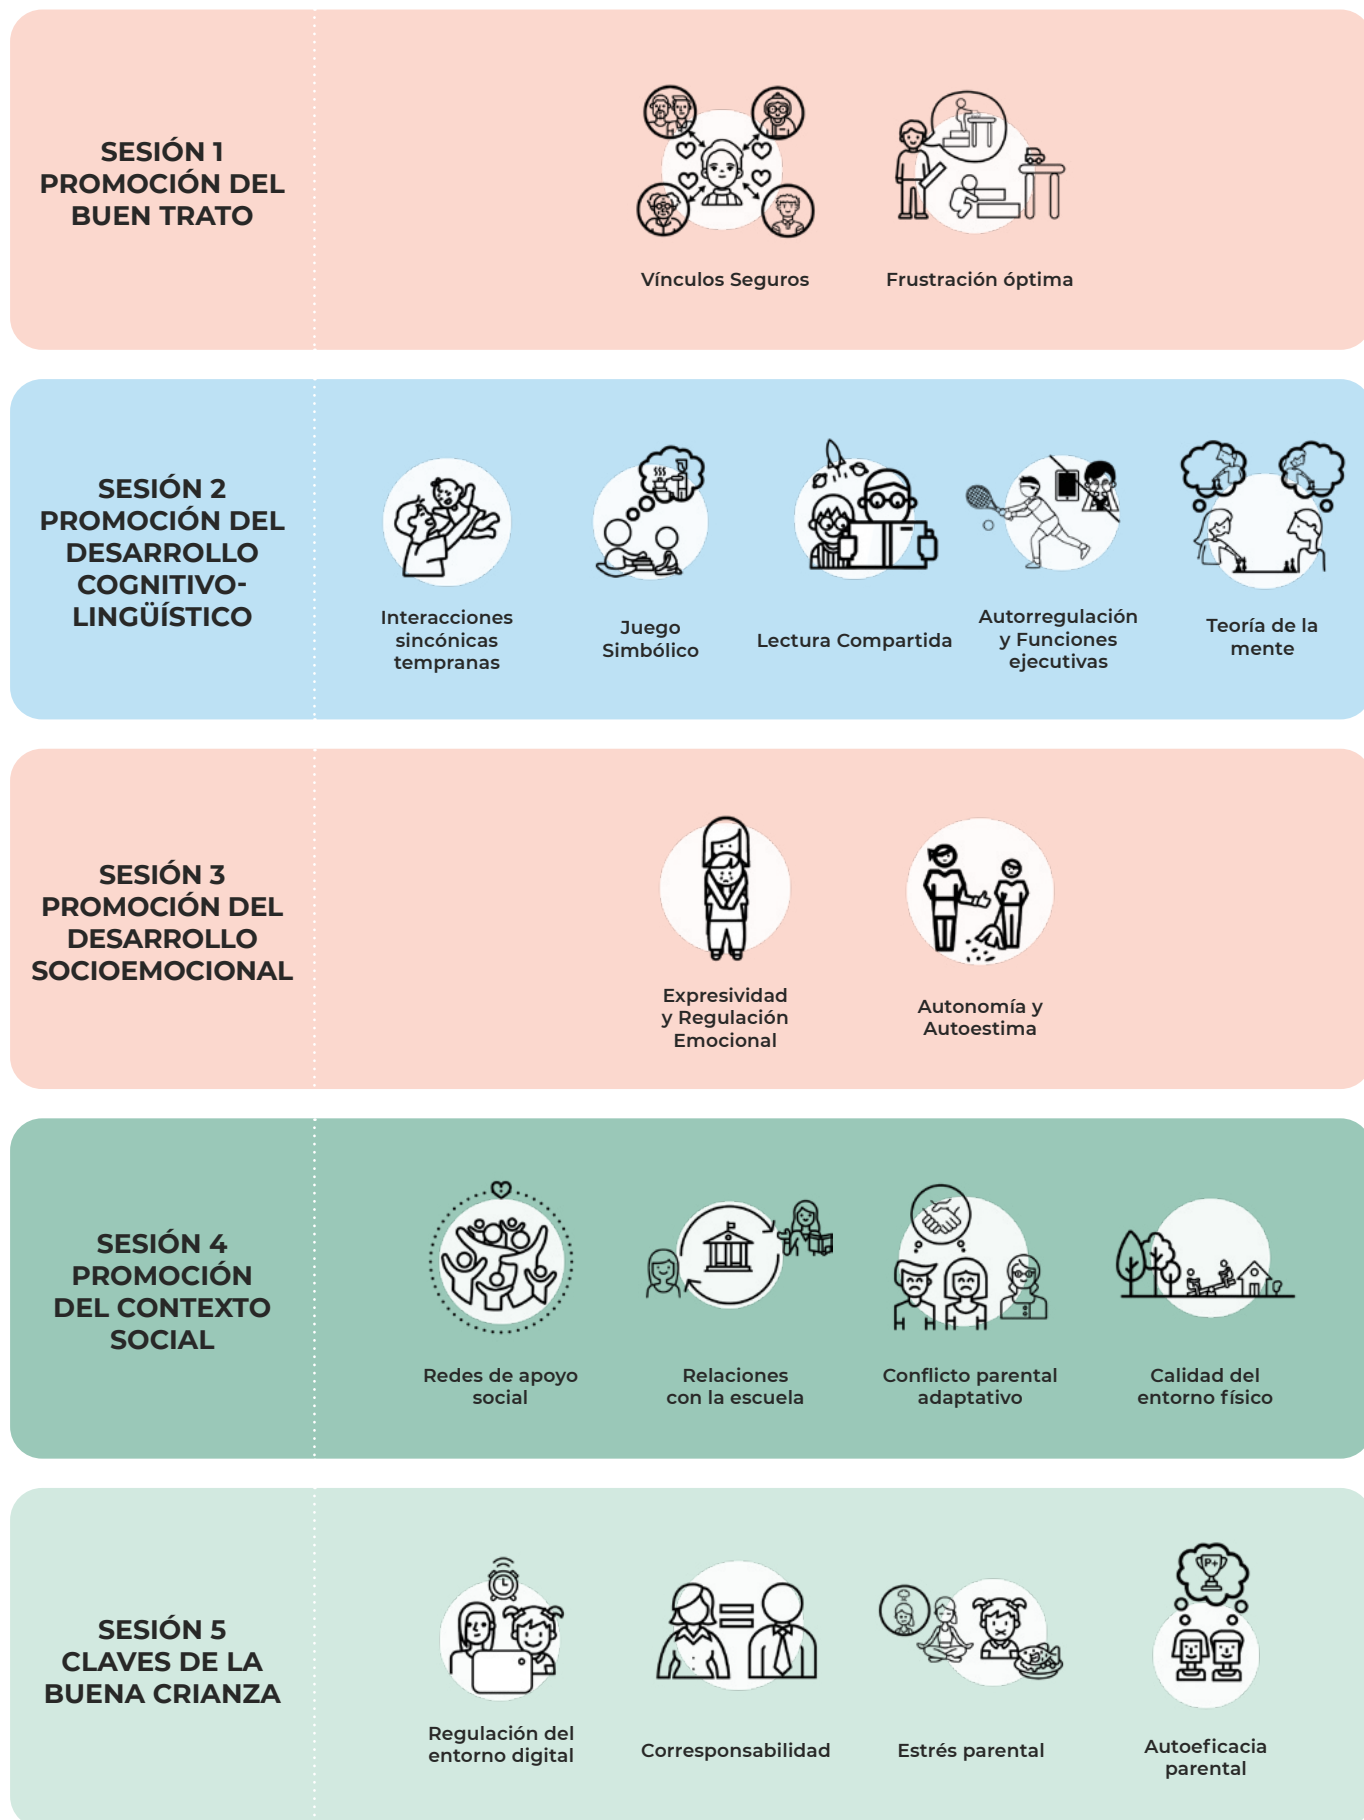 SESIÓN 1
PROMOCIÓN DEL
BUEN TRATO
Vínculos Seguros
Frustración óptima
SESIÓN 2
PROMOCIÓN DEL
DESARROLLO
COGNITIVO-
LINGÜÍSTICO
Interacciones
sincónicas
tempranas
Juego
Simbólico
Lectura Compartida
Autorregulación
y Funciones
ejecutivas
Teoría de la
mente
SESIÓN 3
PROMOCIÓN DEL
DESARROLLO
SOCIOEMOCIONAL
Expresividad
y Regulación
Emocional
Autonomía y
Autoestima
SESIÓN 4
PROMOCIÓN
DEL CONTEXTO
SOCIAL
Redes de apoyo
social
Relaciones
con la escuela
Conflicto parental
adaptativo
Calidad del
entorno físico
SESIÓN 5
CLAVES DE LA
BUENA CRIANZA
Regulación del
entorno digital
Corresponsabilidad
Estrés parental
P+
Autoeficacia
parental